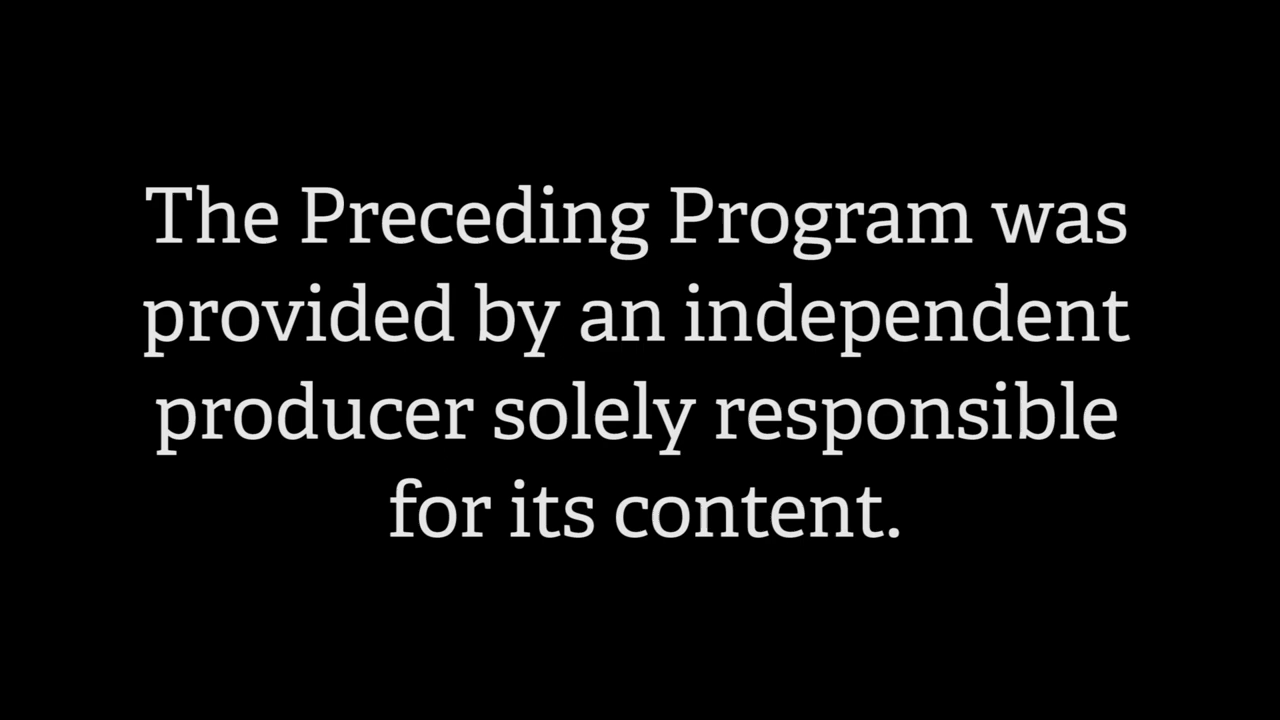 The Preceding Program was
provided by an independent
producer solely responsible
for its content.